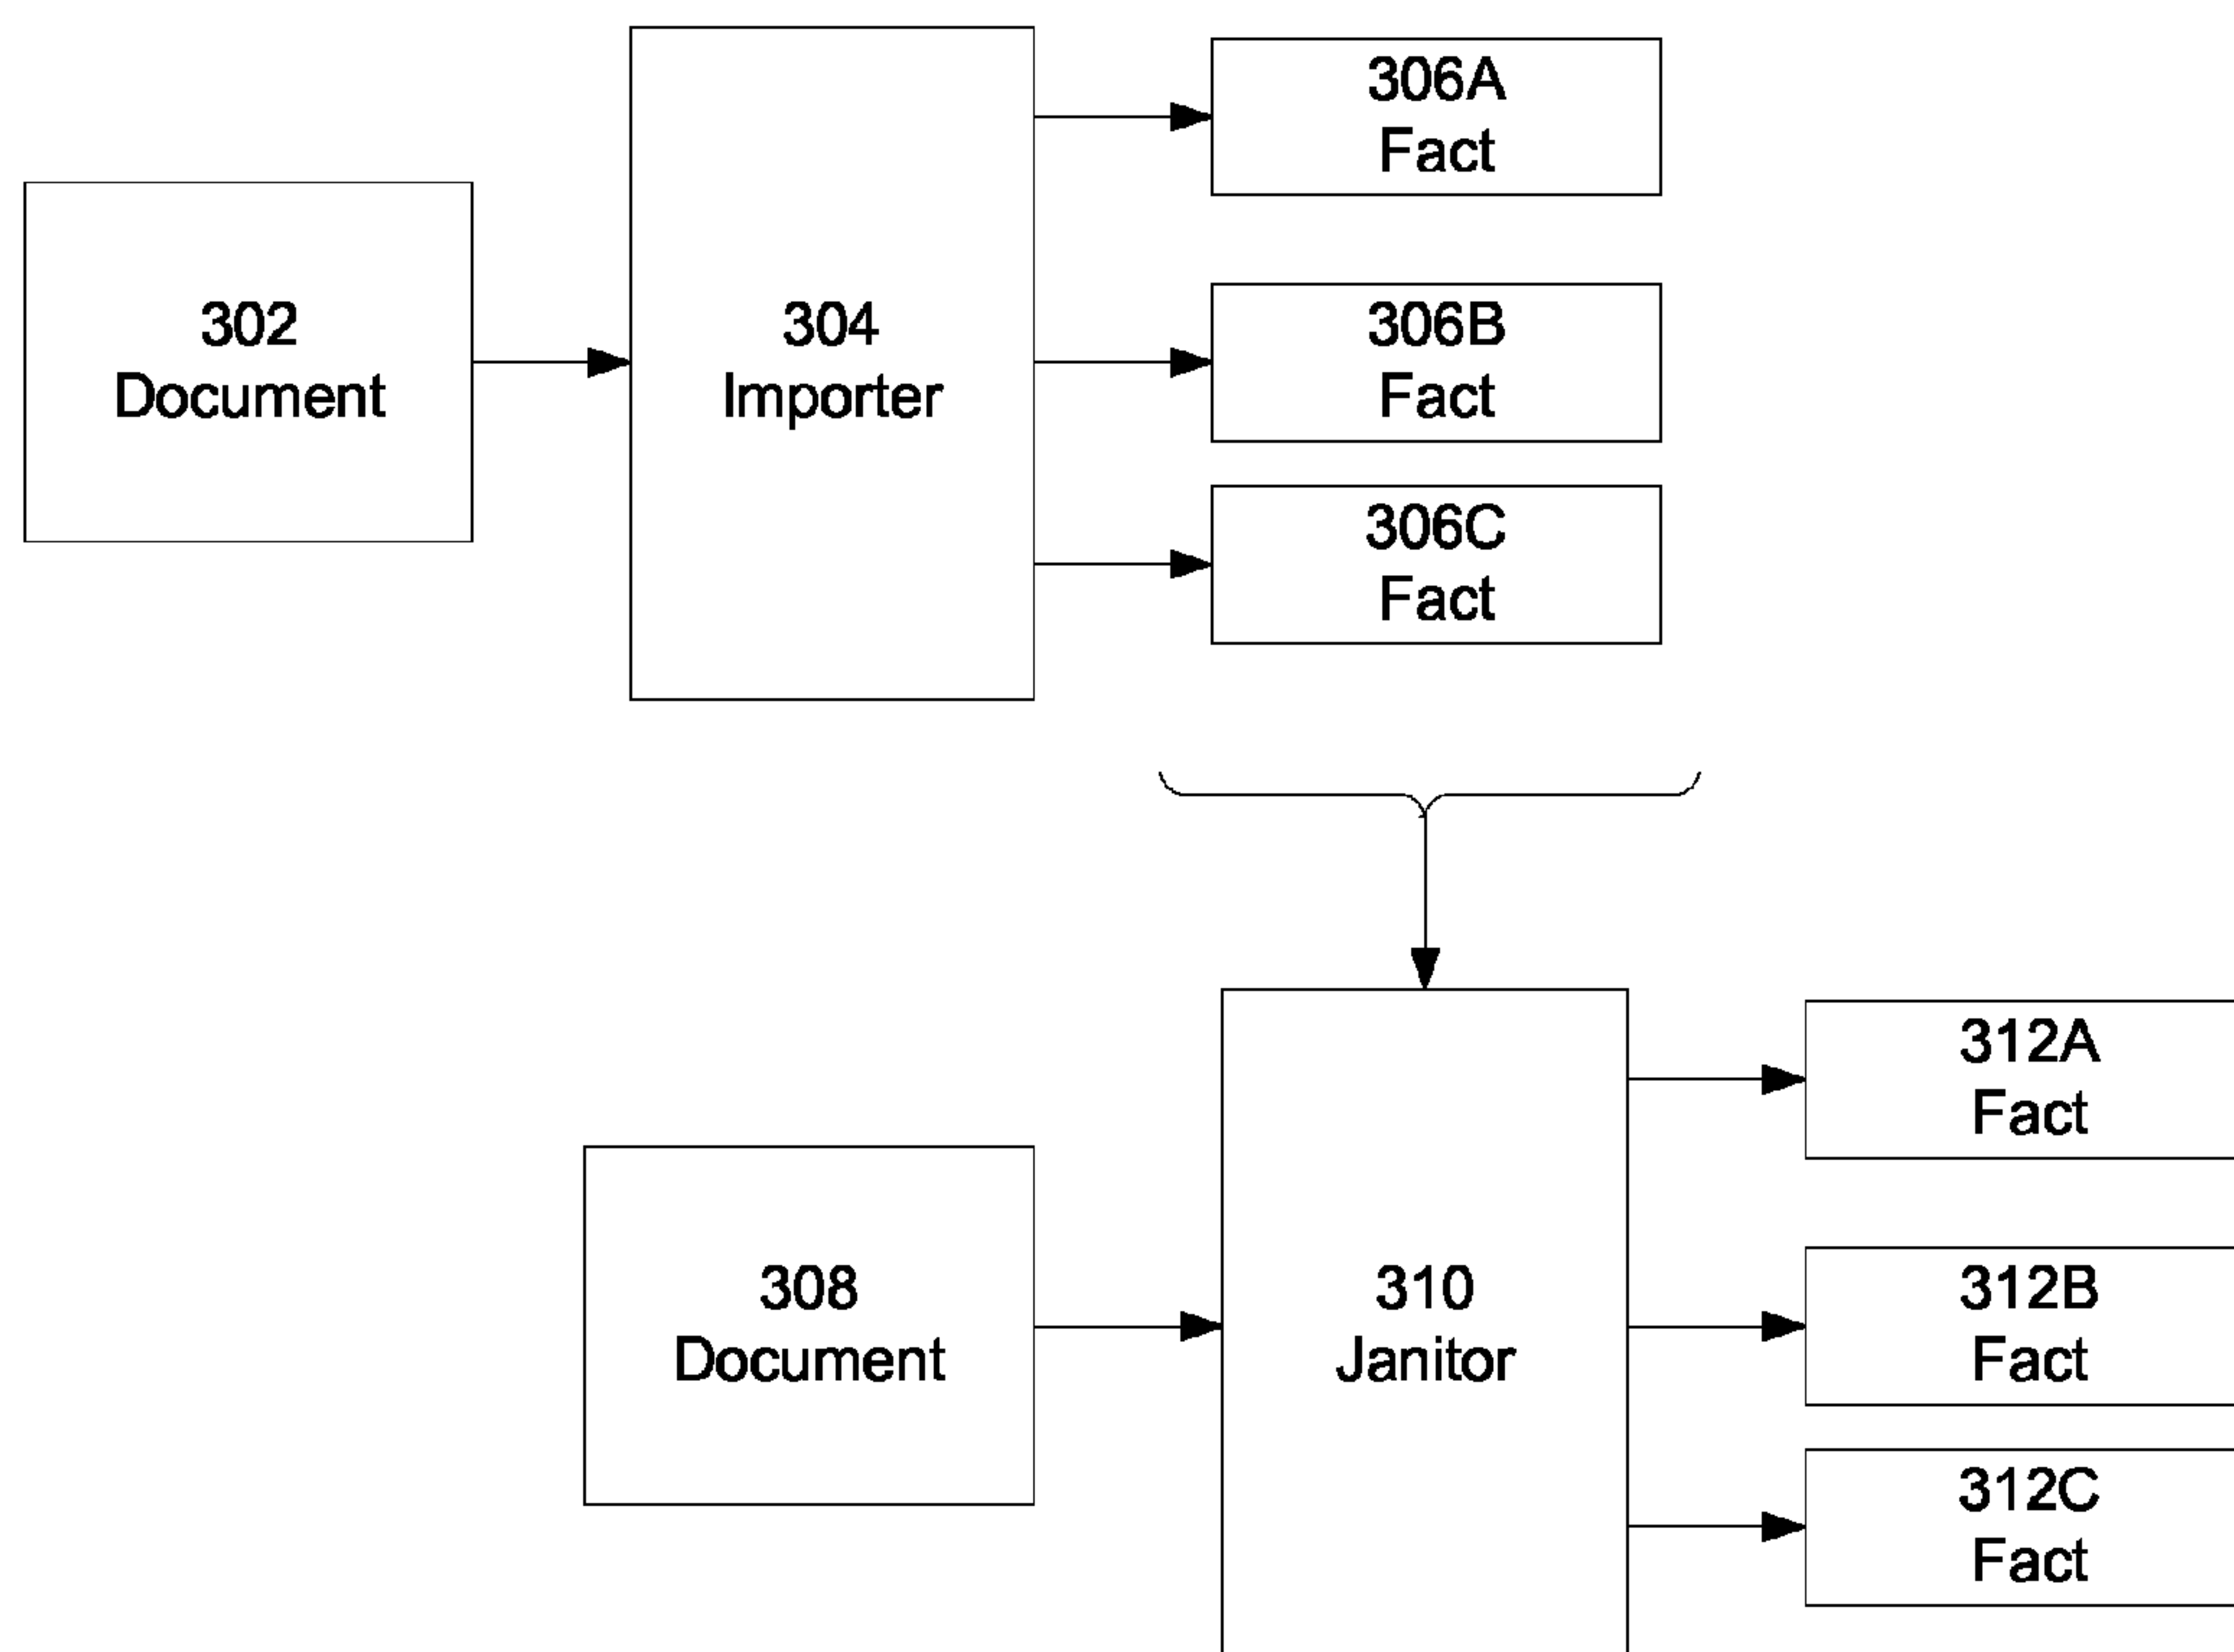 306A
Fact
302
Document
304
Importer
306B
Fact
306C
Fact
312A
Fact
308
Document
310
Janitor
312B
Fact
312C
Fact